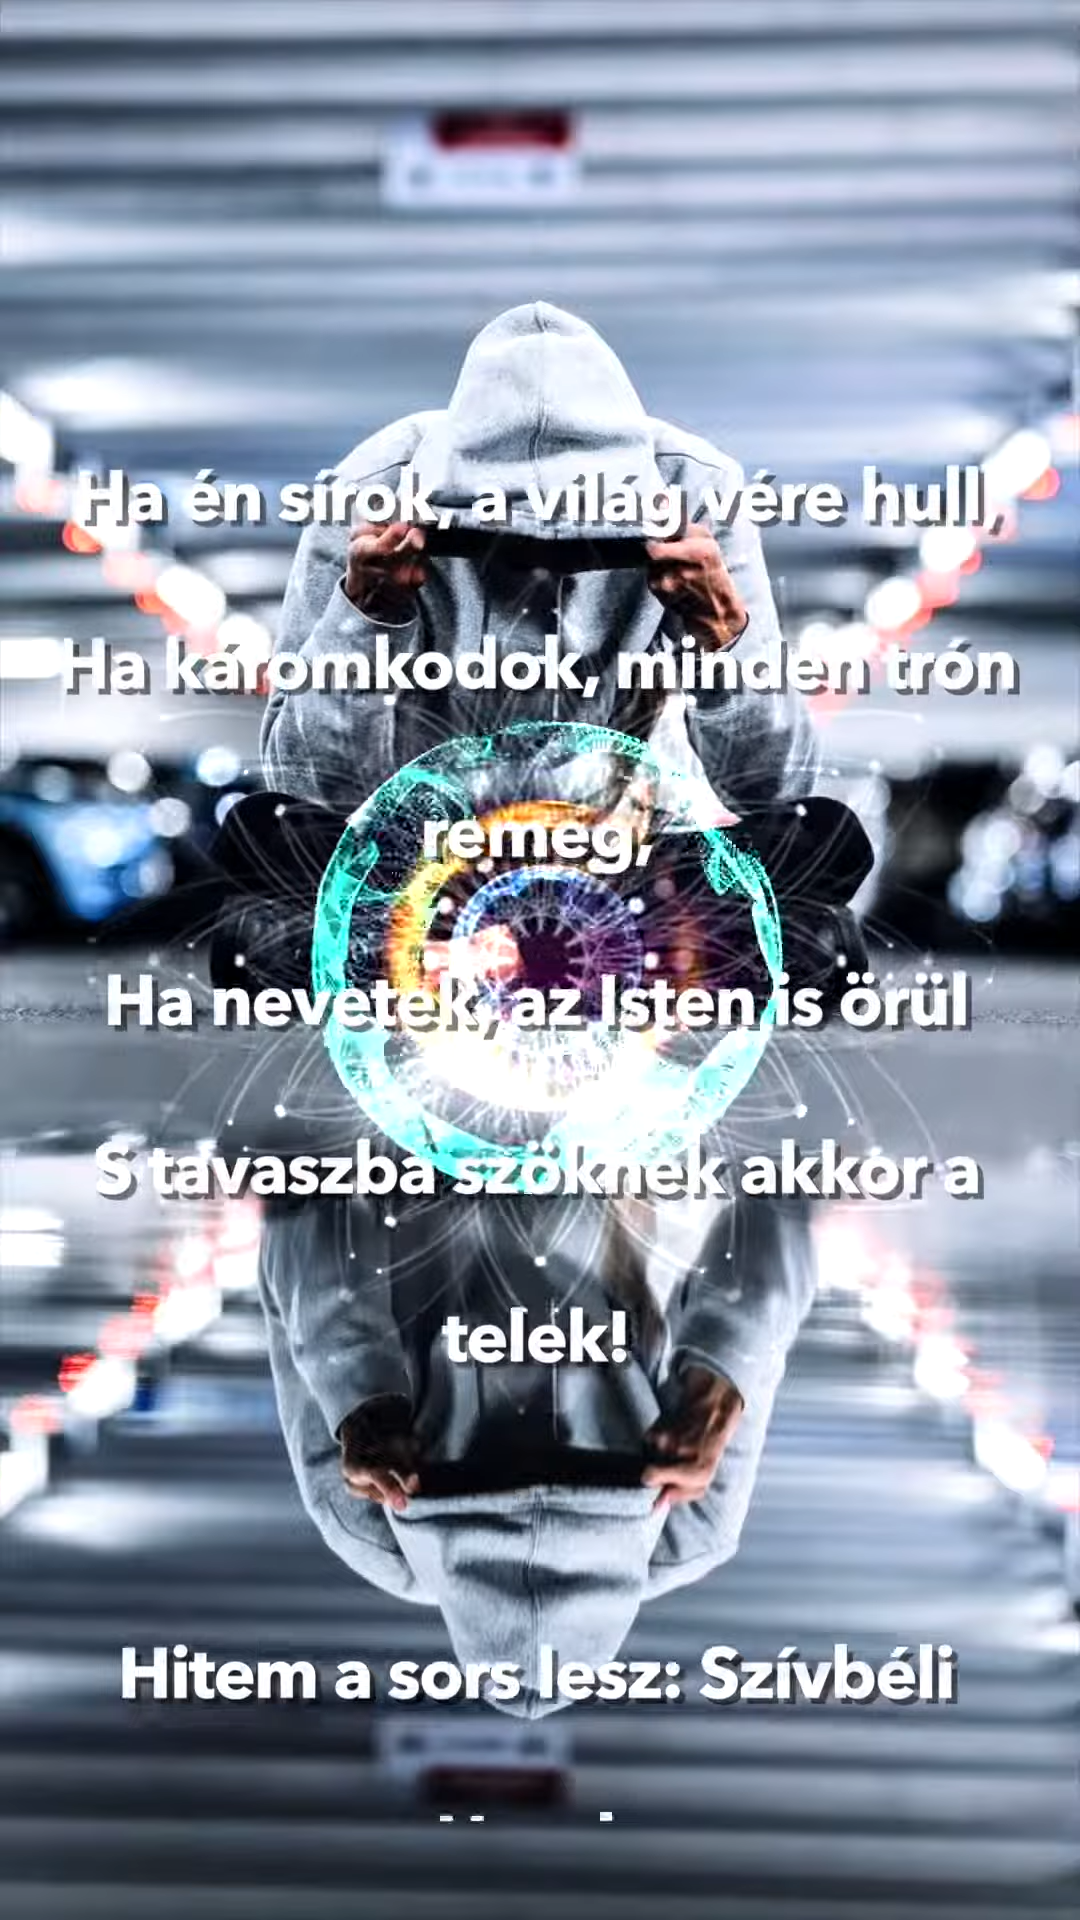 Ha én sírok, a világ vére hull,
Ha káromkodok, minden trón
remeg,
Ha nevetek, az Isten is örül
S tavaszba szöknek akkor a
telek!
Hitem a sors lesz: Szívbéli